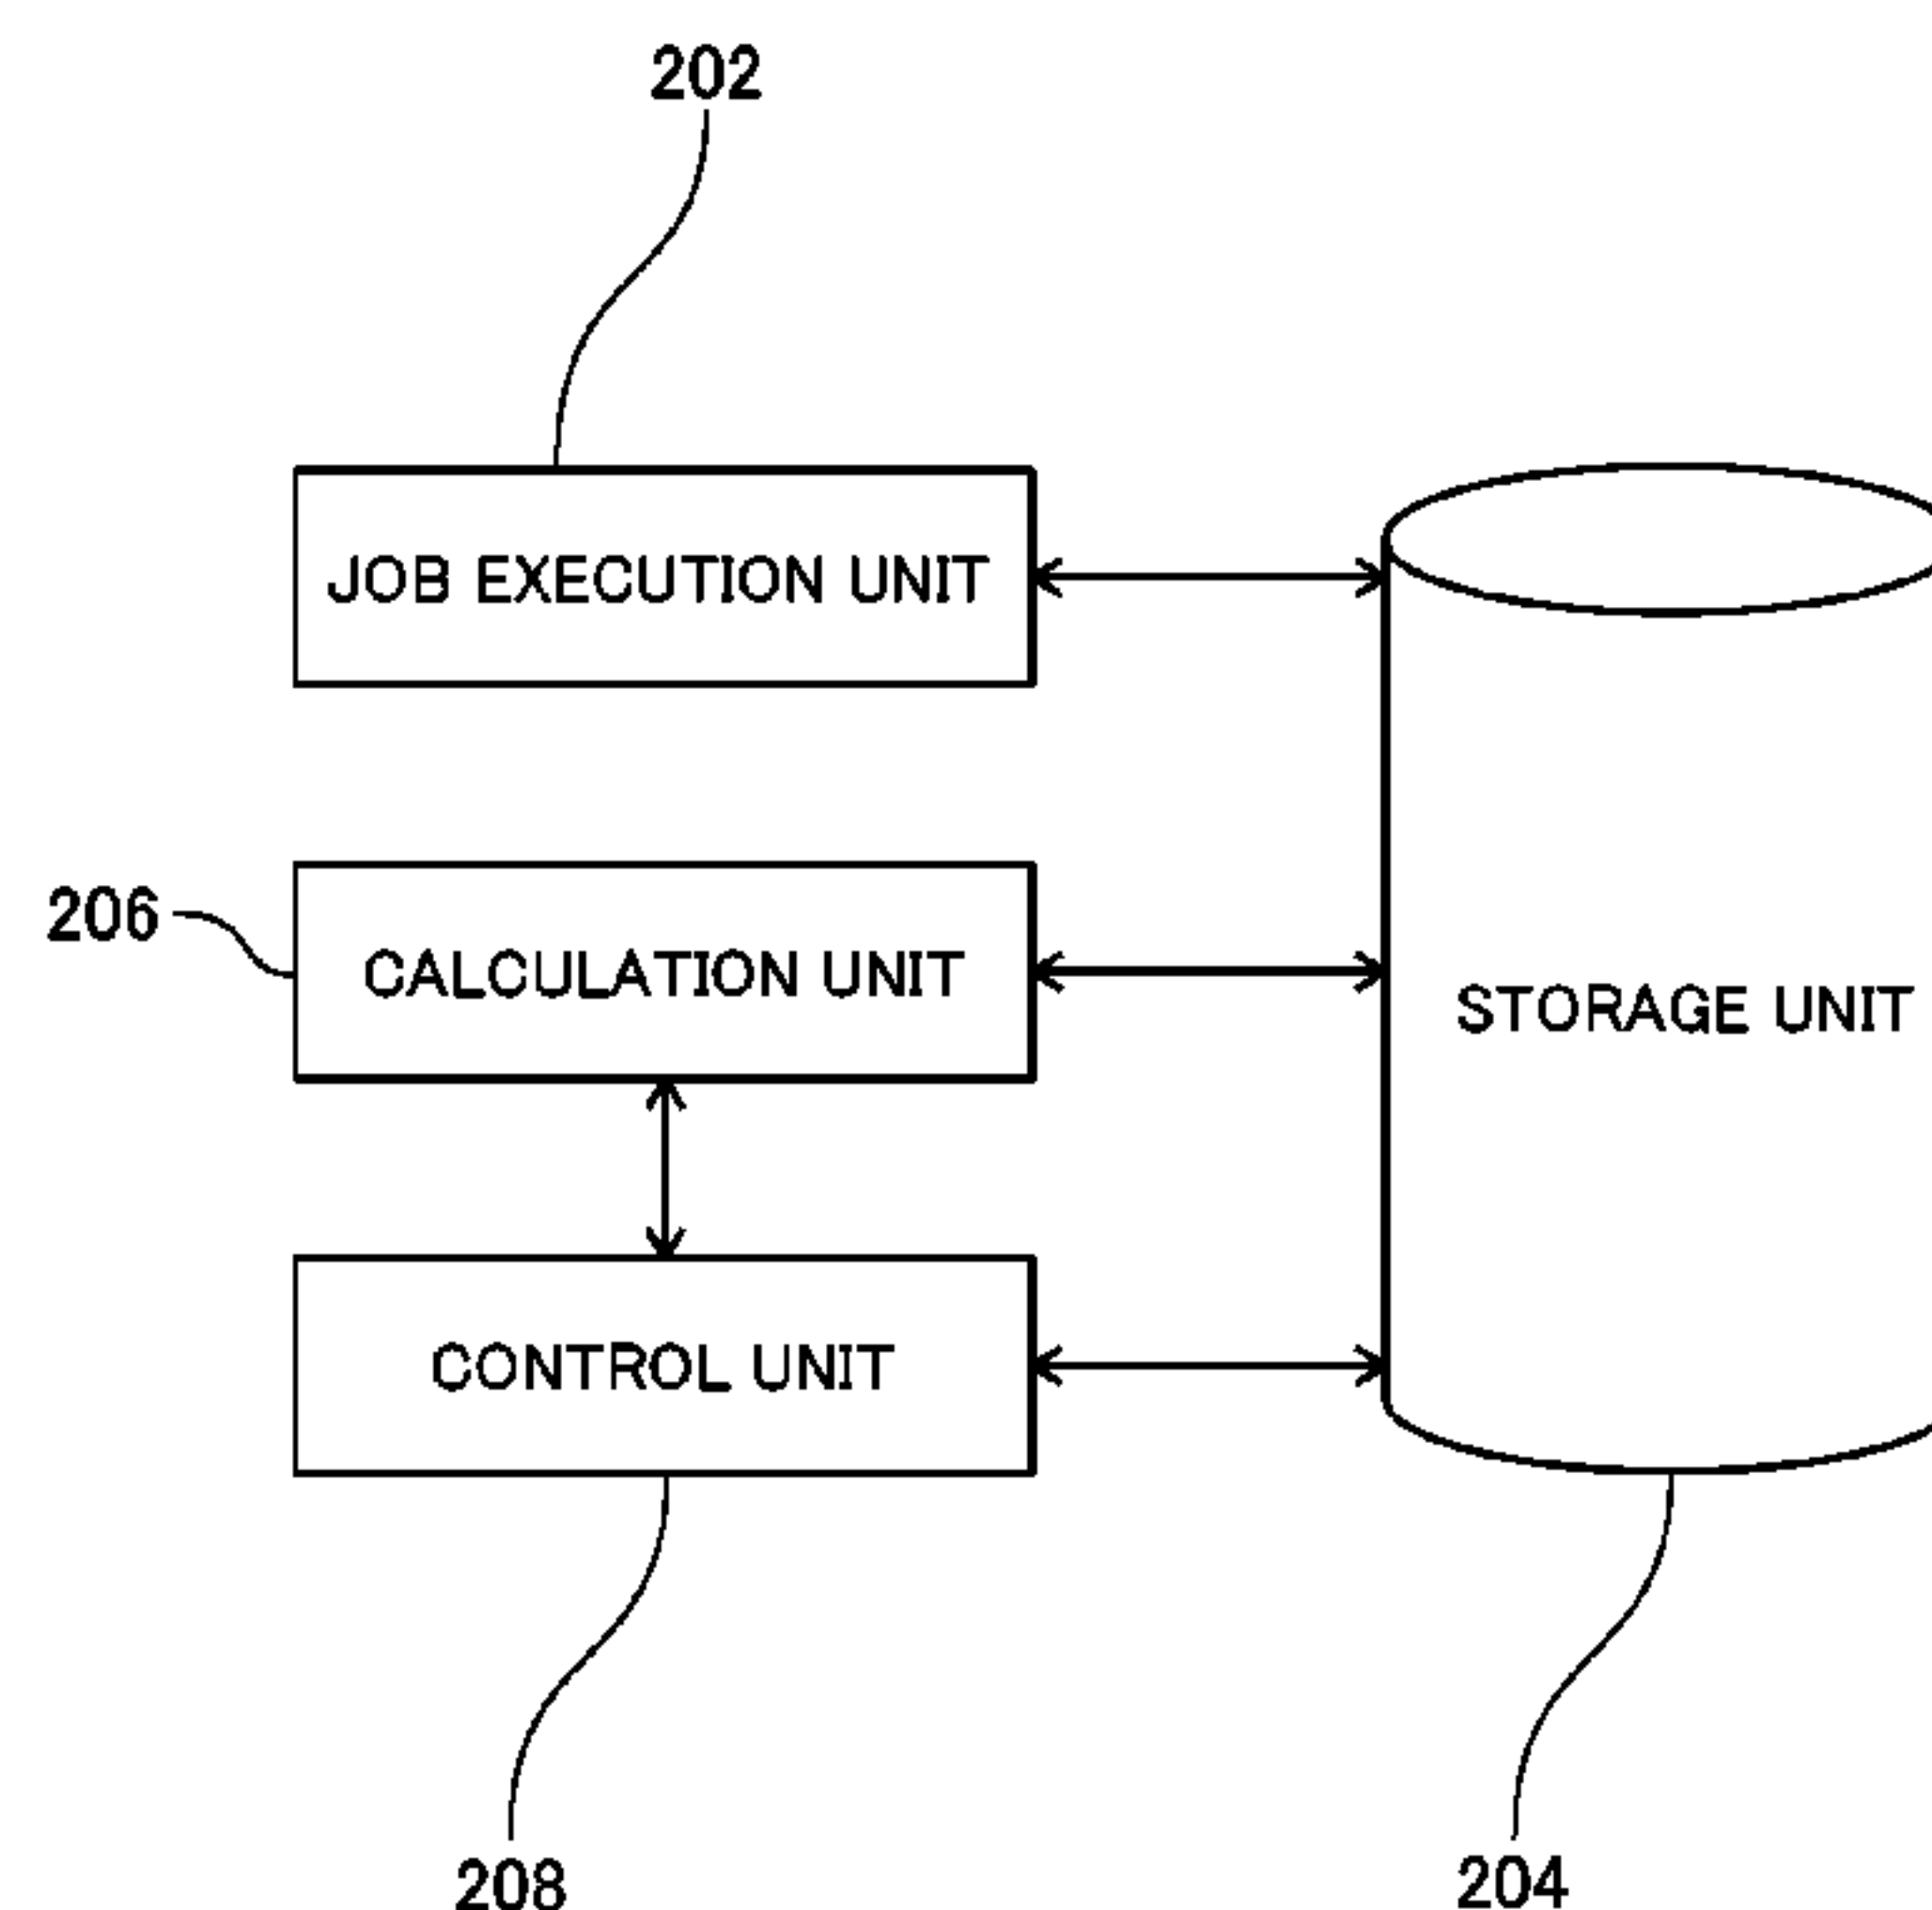 202
JOB EXECUTION UNIT
206
CALCULATION UNIT
STORAGE UNIT
CONTROL UNIT
208
204